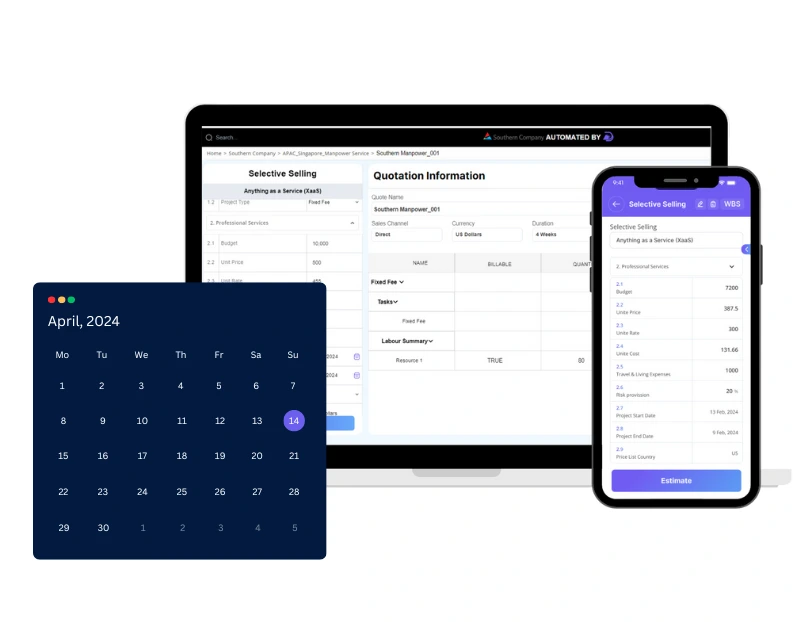 Search...
Southern Company AUTOMATED BY
Home > Southern Company > APAC_Singapore_Manpower Service > Southern Manpower_001
Selective Selling
Anything as a Service (XaaS)
1.2 Project Type Fixed Fee
2. Professional Services
2.1 Budget 10,000
2.2 Unit Price 500
2.3 Unit Rate 455
2024
2024
Quotation Information
Quote Name
Southern Manpower_001
Sales Channel Currency Duration
Direct US Dollars 4 Weeks
NAME BILLABLE QUANT
Fixed Fee
Tasks
Fixed Fee
Labour Summary
Resource 1 TRUE 80
9:41
Selective Selling WBS
Selective Selling
Anything as a Service (XaaS)
2. Professional Services
2.1
Budget 7200
2.2
Unite Price 387.5
2.3
Unite Rate 300
2.4
Unite Cost 131.66
2.5
Travel & Living Expenses 1000
2.6
Risk provission 20 %
2.7
Project Start Date 13 Feb, 2024
2.8
Project End Date 9 Feb, 2024
2.9
Price List Country US
Estimate
April, 2024
Mo Tu We Th Fr Sa Su
1 2 3 4 5 6 7
8 9 10 11 12 13 14
15 16 17 18 19 20 21
22 23 24 25 26 27 28
29 30 1 2 3 4 5